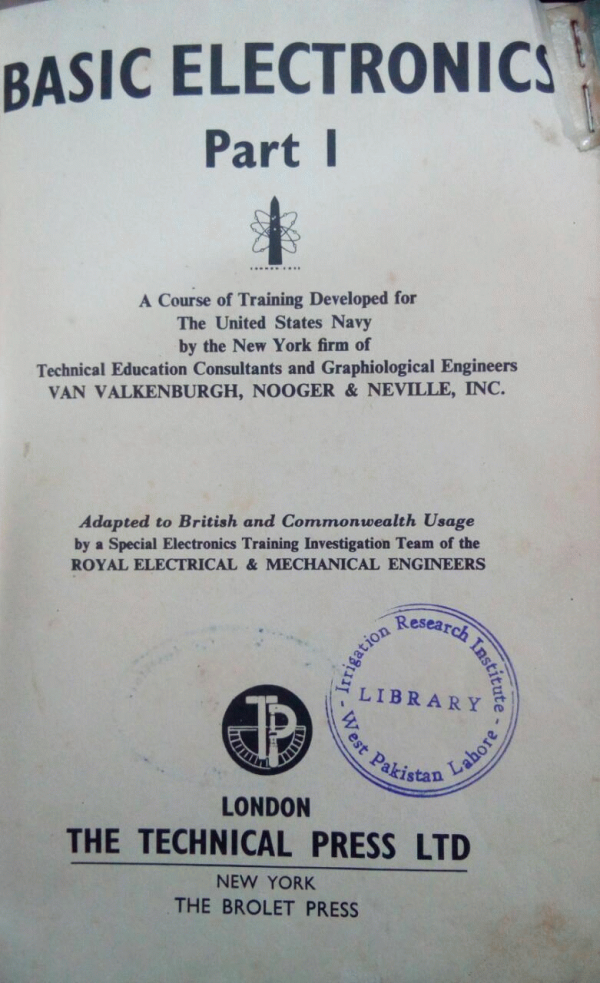 BASIC ELECTRONICS
Part 1
A Course of Training Developed for
The United States Navy
by the New York firm of
Technical Education Consultants and Graphiological Engineers
VAN VALKENBURGH, NOOGER & NEVILLE, INC.
Adapted to British and Commonwealth Usage
by a Special Electronics Training Investigation Team of the
ROYAL ELECTRICAL & MECHANICAL ENGINEERS
- Irrigation Research Institute -
LIBRARY
West Pakistan Lahore
TP
LONDON
THE TECHNICAL PRESS LTD
NEW YORK
THE BROLET PRESS